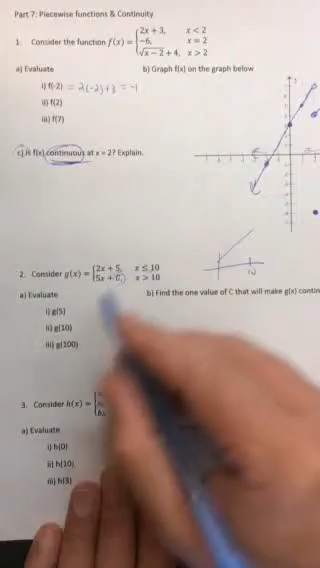 Part 7: Piecewise functions & Continuity
1. Consider the function f(x) = { 2x + 3, x < 2
-6, x = 2
√x − 2 + 4, x > 2
a) Evaluate b) Graph f(x) on the graph below
i) f(-2) = 2(-2)+3 = -1
ii) f(2)
iii) f(7)
c) Is f(x) continuous at x = 2? Explain.
2. Consider g(x) = { 2x + 5, x ≤ 10
5x + C, x > 10
10
a) Evaluate b) Find the one value of C that will make g(x) contin
i) g(5)
ii) g(10)
iii) g(100)
3. Consider h(x) = {
a) Evaluate
i) h(0)
ii) h(10)
iii) h(3)